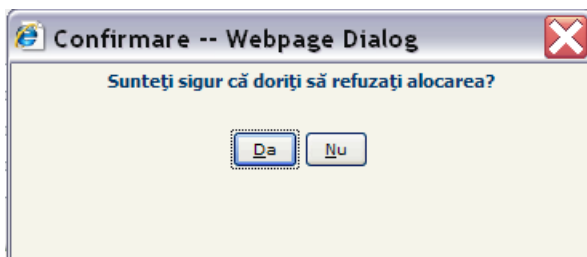 Confirmare -- Webpage Dialog
Sunteţi sigur că doriţi să refuzaţi alocarea?
Da Nu